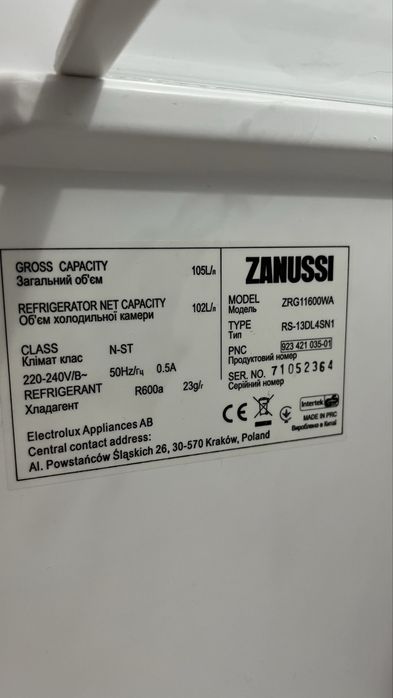 GROSS CAPACITY 105L/л
Загальний об'єм
REFRIGERATOR NET CAPACITY 102L/л
Об'єм холодильної камери
CLASS N-ST
Клімат клас
220-240V/B~ 50Hz/гц 0.5A
REFRIGERANT R600a 23g/г
Хладагент
Electrolux Appliances AB
Central contact address:
Al. Powstańców Śląskich 26, 30-570 Kraków, Poland
ZANUSSI
MODEL ZRG11600WA
Модель
TYPE RS-13DL4SN1
Тип
PNC 923 421 035-01
Продуктовий номер
SER. NO. 71052364
Серійний номер
CE
Intertek
MADE IN PRC
Вироблено в Китаї